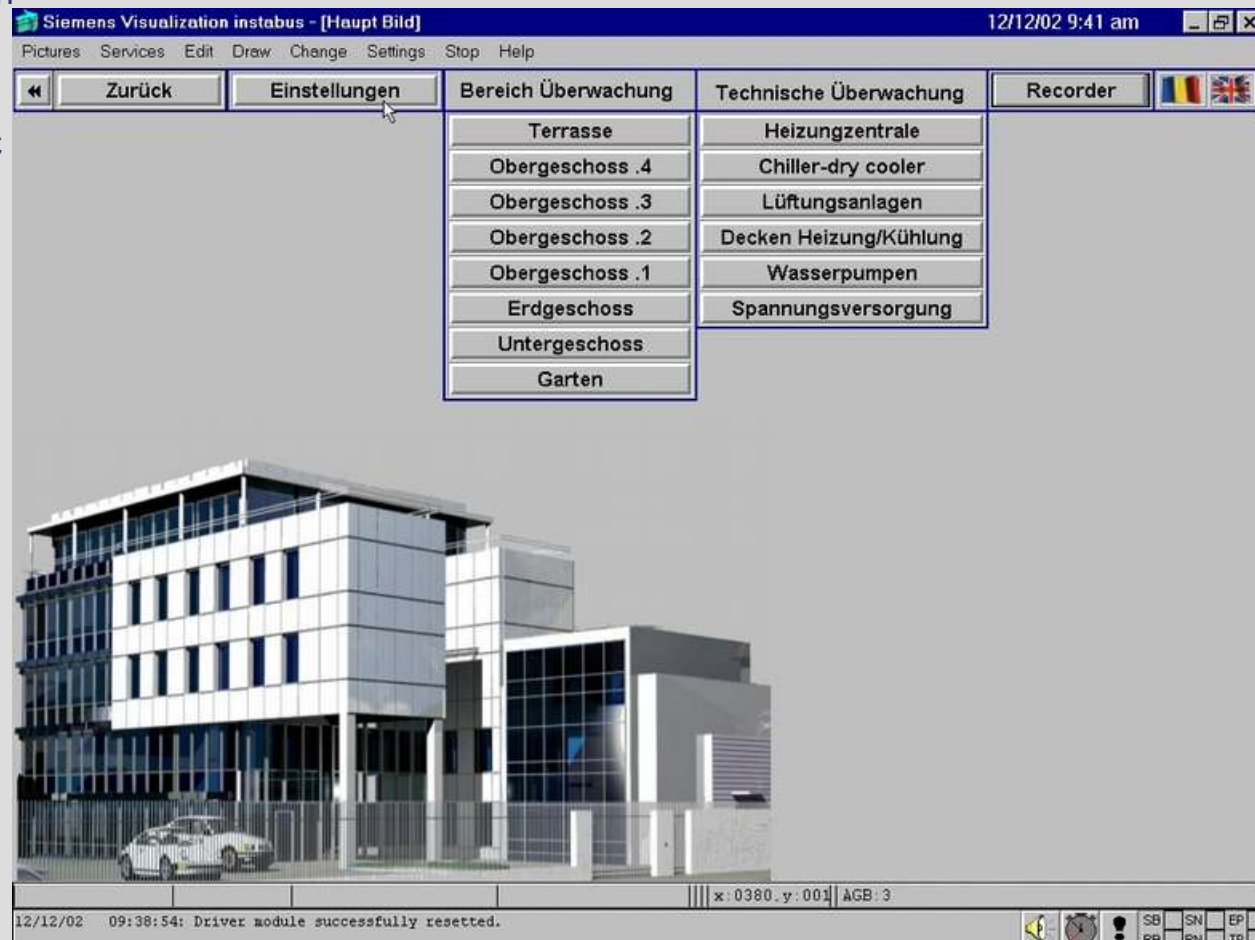 Siemens Visualization instabus - [Haupt Bild] 12/12/02 9:41 am
Pictures Services Edit Draw Change Settings Stop Help
Zurück Einstellungen Bereich Überwachung Technische Überwachung Recorder
Terrasse Heizungzentrale
Obergeschoss .4 Chiller-dry cooler
Obergeschoss .3 Lüftungsanlagen
Obergeschoss .2 Decken Heizung/Kühlung
Obergeschoss .1 Wasserpumpen
Erdgeschoss Spannungsversorgung
Untergeschoss
Garten
x:0380.y:001 AGB:3
12/12/02 09:38:54: Driver module successfully resetted.
SB SN EP